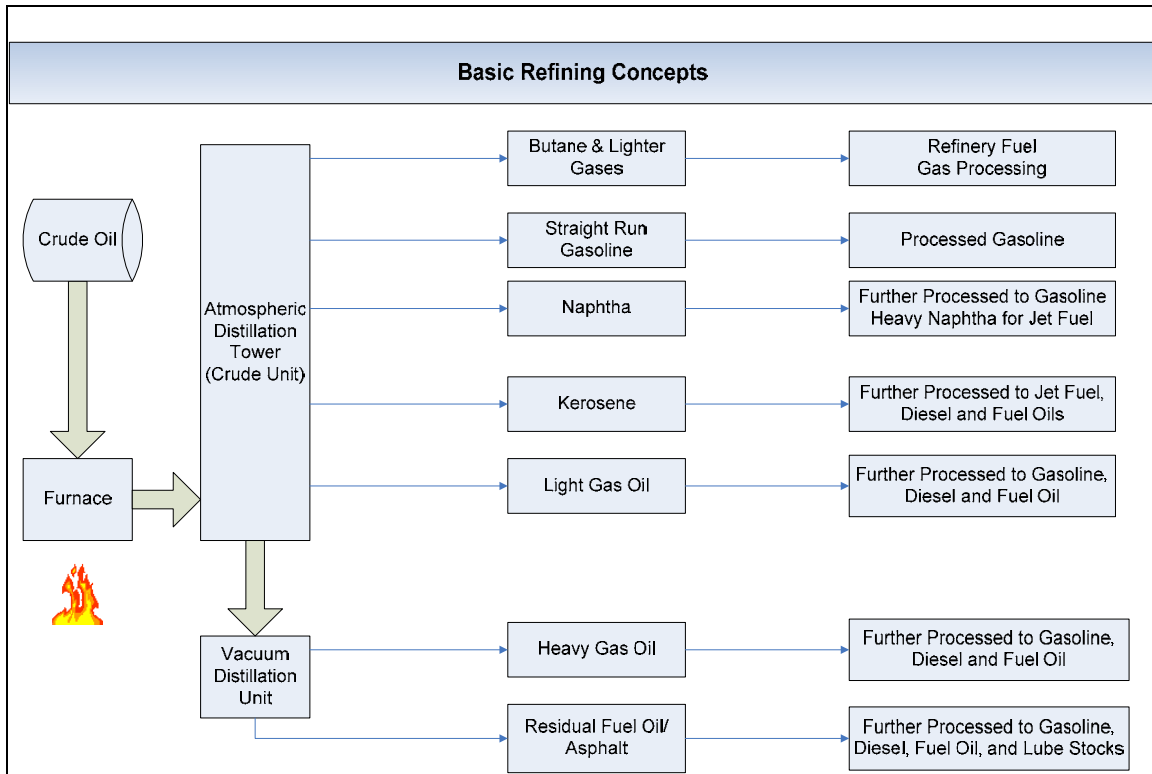 Basic Refining Concepts
Crude Oil
Furnace
Atmospheric
Distillation
Tower
(Crude Unit)
Vacuum
Distillation
Unit
Butane & Lighter
Gases
Refinery Fuel
Gas Processing
Straight Run
Gasoline
Processed Gasoline
Naphtha
Further Processed to Gasoline
Heavy Naphtha for Jet Fuel
Kerosene
Further Processed to Jet Fuel,
Diesel and Fuel Oils
Light Gas Oil
Further Processed to Gasoline,
Diesel and Fuel Oil
Heavy Gas Oil
Further Processed to Gasoline,
Diesel and Fuel Oil
Residual Fuel Oil/
Asphalt
Further Processed to Gasoline,
Diesel, Fuel Oil, and Lube Stocks